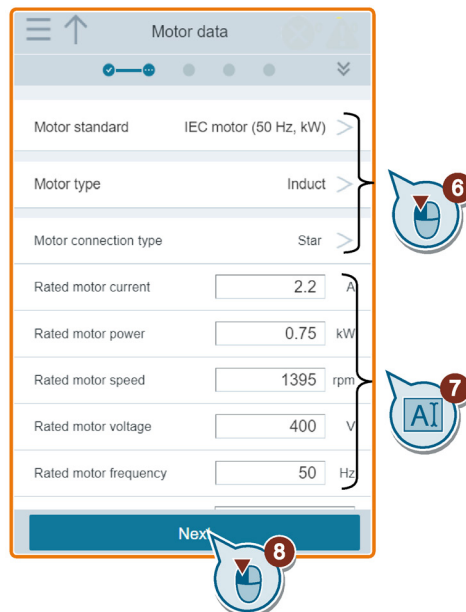 Motor data
Motor standard IEC motor (50 Hz, kW)
6
Motor type Induct
Motor connection type Star
Rated motor current 2.2 A
Rated motor power 0.75 kW
Rated motor speed 1395 rpm
7
AI
Rated motor voltage 400 V
Rated motor frequency 50 Hz
Next
8